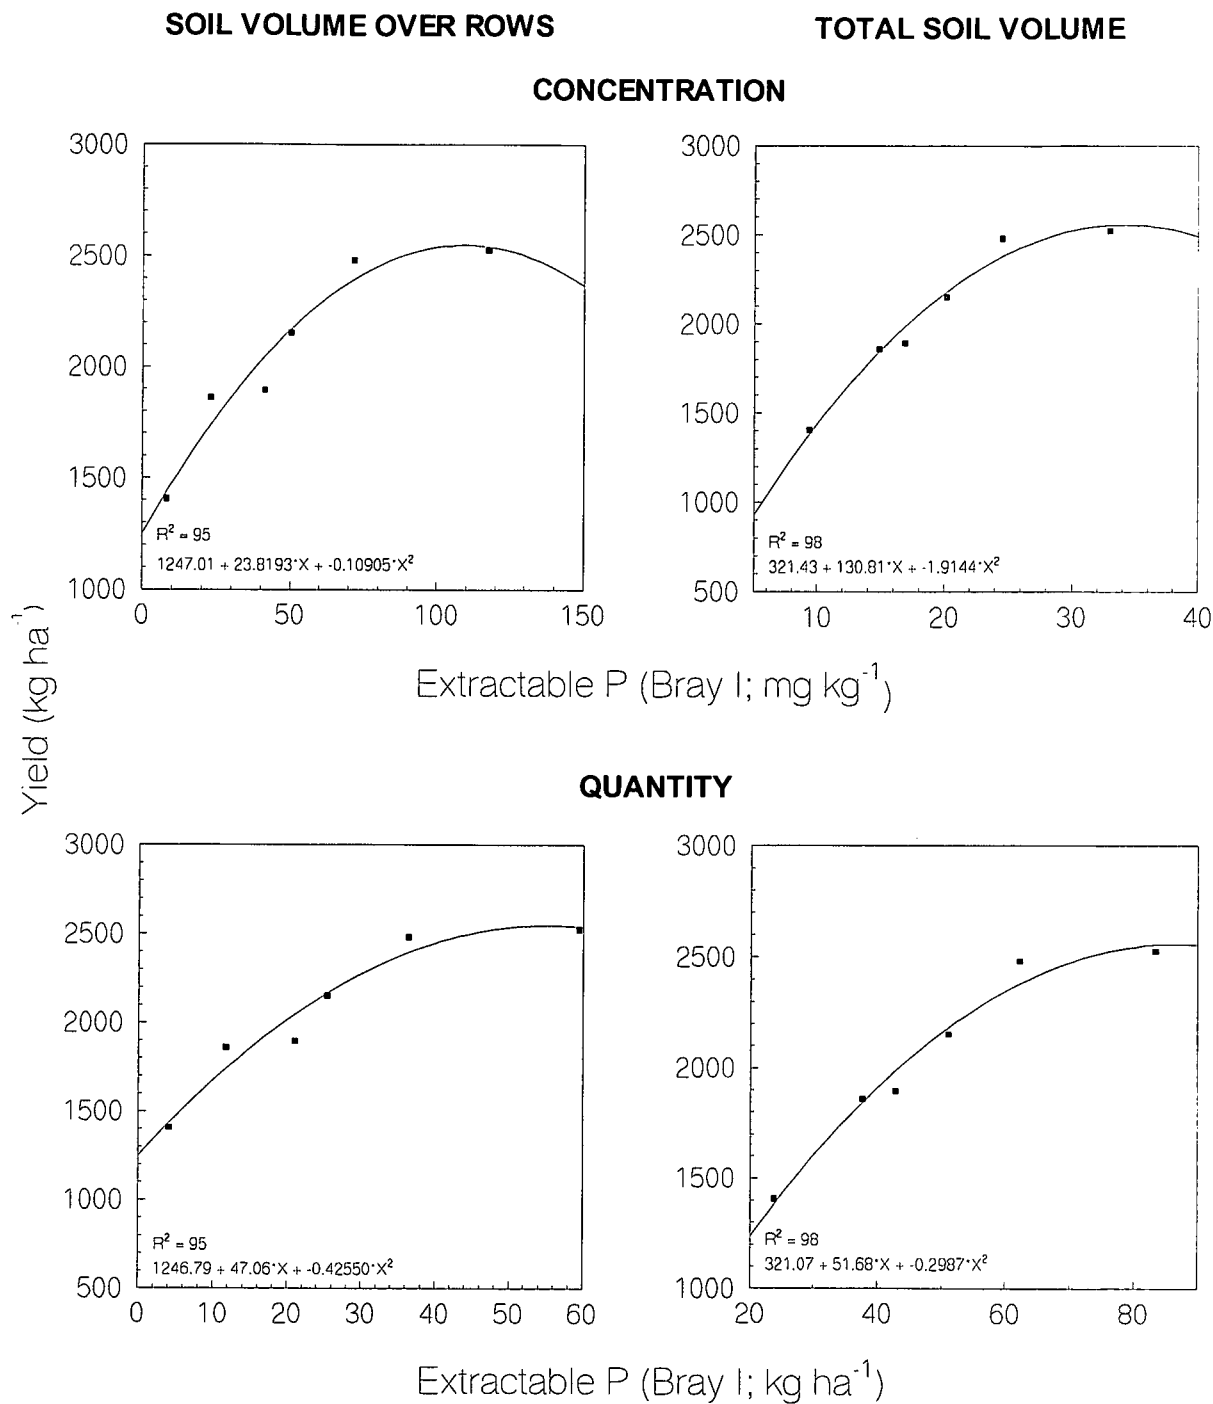 SOIL VOLUME OVER ROWS
TOTAL SOIL VOLUME
CONCENTRATION
3000
2500
2000
1500
1000
0 50 100 150
R² = 95
1247.01 + 23.8193*X + -0.10905*X²
3000
2500
2000
1500
1000
500
10 20 30 40
R² = 98
321.43 + 130.81*X + -1.9144*X²
Extractable P (Bray I; mg kg⁻¹)
Yield (kg ha⁻¹)
QUANTITY
3000
2500
2000
1500
1000
500
0 10 20 30 40 50 60
R² = 95
1246.79 + 47.06*X + -0.42550*X²
3000
2500
2000
1500
1000
20 40 60 80
R² = 98
321.07 + 51.68*X + -0.2987*X²
Extractable P (Bray I; kg ha⁻¹)